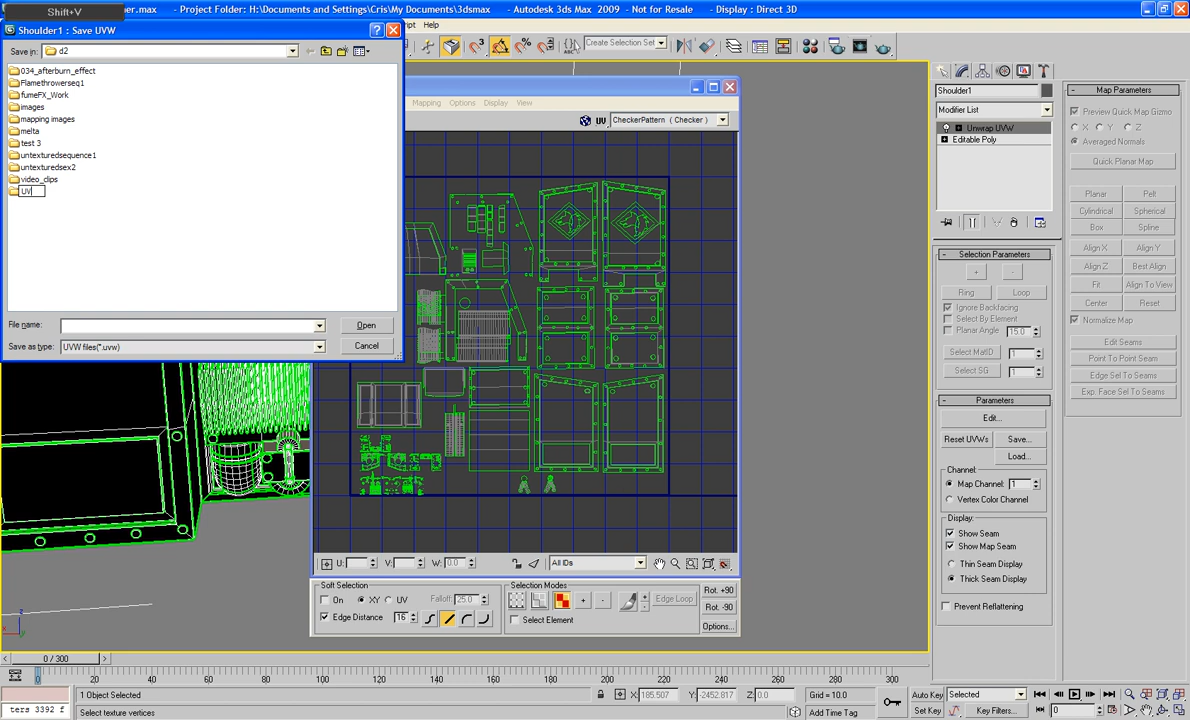 Shift+V
er.max - Project Folder: H:\Documents and Settings\Cris\My Documents\3dsmax - Autodesk 3ds Max 2009 - Not for Resale - Display : Direct 3D
Shoulder1 : Save UVW
ript Help
Save in: d2
Create Selection Set
034_afterburn_effect
Flamethrowerseq1
fumeFX_Work
images
mapping images
melta
test 3
untexturedsequence1
untexturedsex2
video_clips
UV
File name: Open
Save as type: UVW files(*.uvw) Cancel
Mapping Options Display View
UV CheckerPattern ( Checker )
U: V: W: 0.0 All IDs
Soft Selection
On XY UV Falloff: 25.0
Edge Distance 16
Selection Modes
+ - Edge Loop
Select Element
Rot. +90
Rot. -90
Options...
Shoulder1
Modifier List
Unwrap UVW
Editable Poly
Selection Parameters
+ -
Ring Loop
Ignore Backfacing
Select By Element
Planar Angle 15.0
Select MatID 1
Select SG 1
Parameters
Edit...
Reset UVWs Save...
Load...
Channel:
Map Channel: 1
Vertex Color Channel
Display:
Show Seam
Show Map Seam
Thin Seam Display
Thick Seam Display
Prevent Reflattening
Map Parameters
Preview Quick Map Gizmo
X Y Z
Averaged Normals
Quick Planar Map
Planar Pelt
Cylindrical Spherical
Box Spline
Align X Align Y
Align Z Best Align
Fit Align To View
Center Reset
Normalize Map
Edit Seams
Point To Point Seam
Edge Sel To Seams
Exp. Face Sel To Seams
0 / 300
0 20 40 60 80 100 120 140 160 180 200 220 240 260 280 300
1 Object Selected X: 185.507 Y: -2452.817 Z: 0.0 Grid = 10.0 Auto Key Selected
ters 3392 f Select texture vertices Add Time Tag Set Key Key Filters... 0